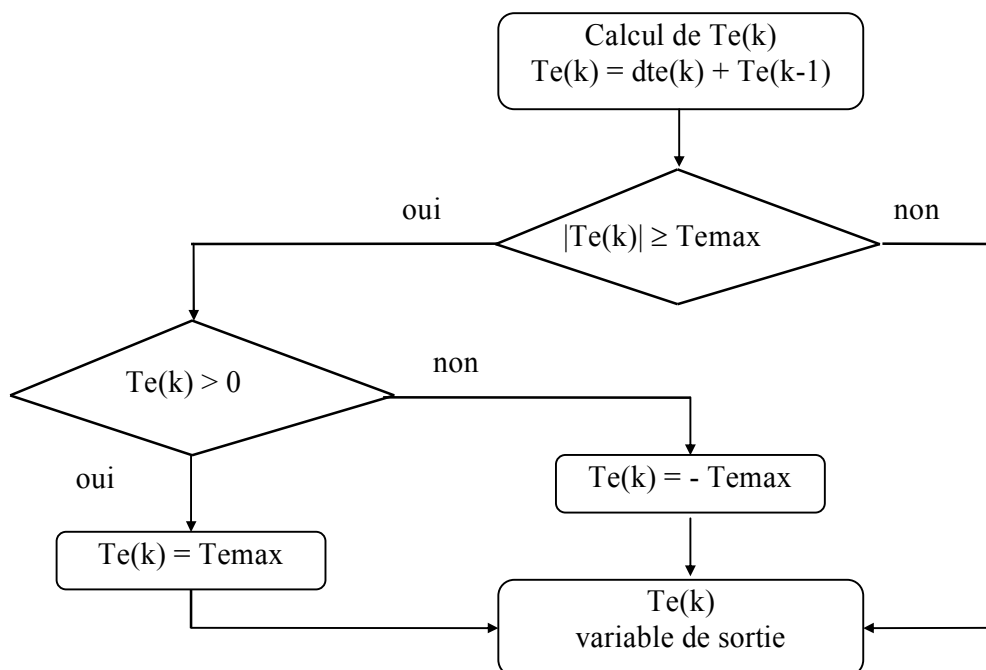 Calcul de Te(k)
Te(k) = dte(k) + Te(k-1)
oui
non
|Te(k)| ≥ Temax
Te(k) > 0
non
oui
Te(k) = - Temax
Te(k) = Temax
Te(k)
variable de sortie